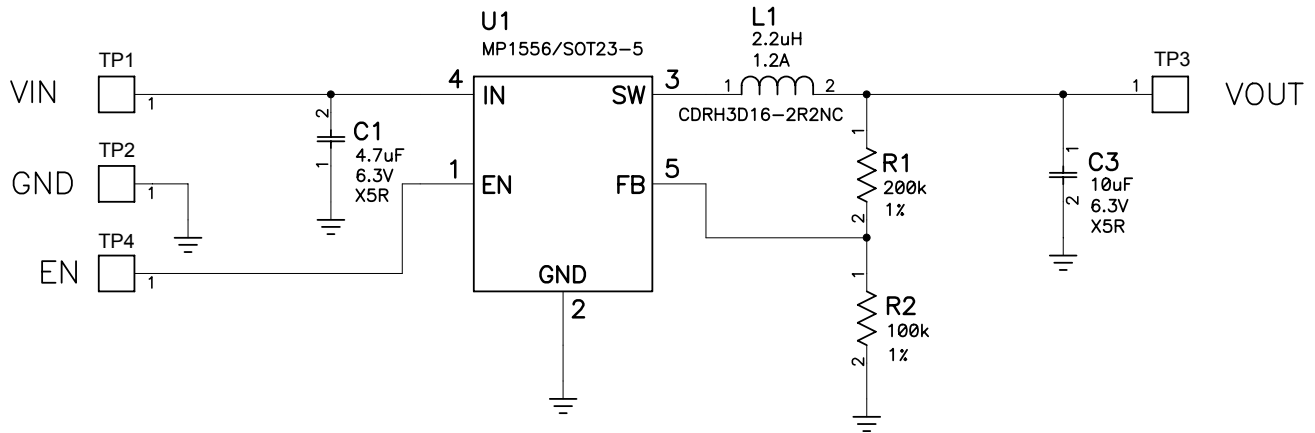 U1
MP1556/SOT23-5
L1
2.2uH
1.2A
CDRH3D16-2R2NC
VIN
TP1
1
4
IN
SW
3
1
2
1
TP3
VOUT
2
1
C1
4.7uF
6.3V
X5R
GND
TP2
1
1
EN
FB
5
1
2
R1
200k
1%
1
2
C3
10uF
6.3V
X5R
EN
TP4
1
GND
2
1
2
R2
100k
1%